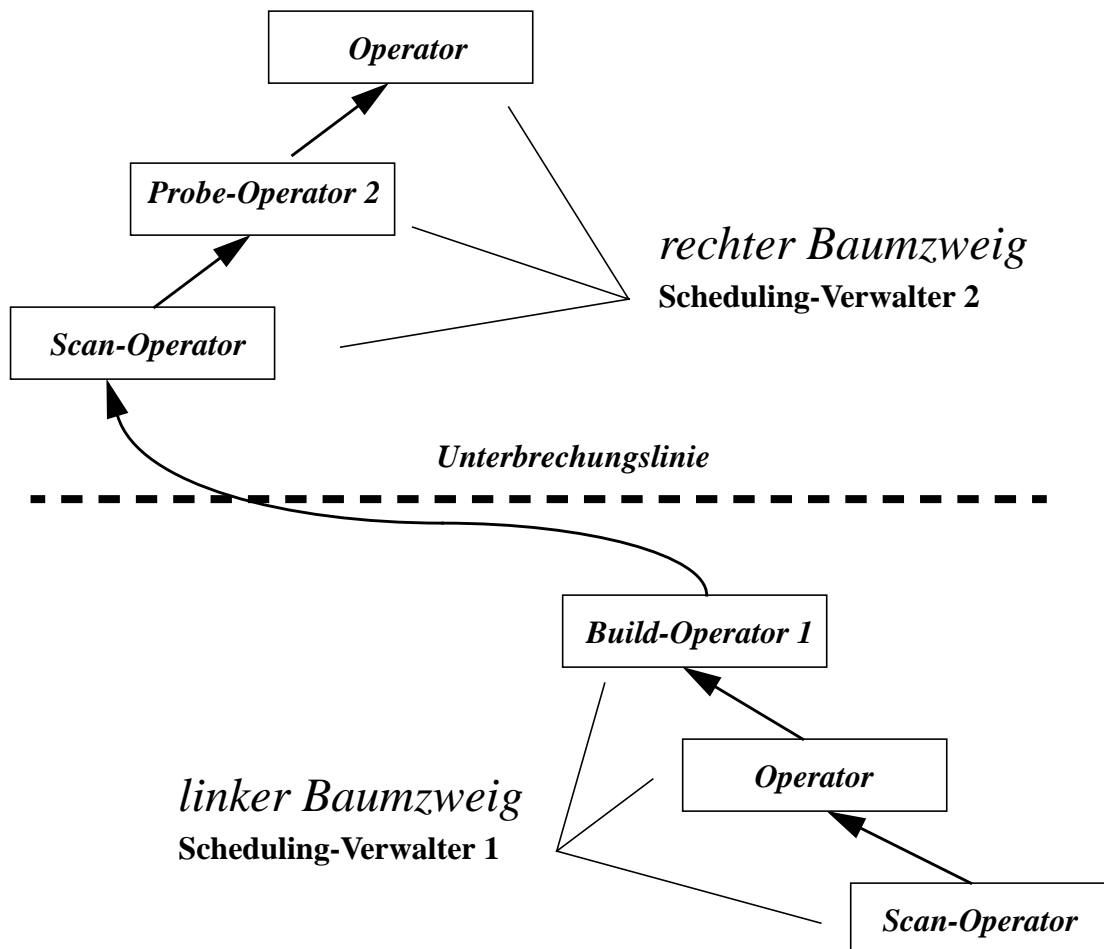 Operator
Probe-Operator 2
rechter Baumzweig
Scheduling-Verwalter 2
Scan-Operator
Unterbrechungslinie
Build-Operator 1
Operator
linker Baumzweig
Scheduling-Verwalter 1
Scan-Operator